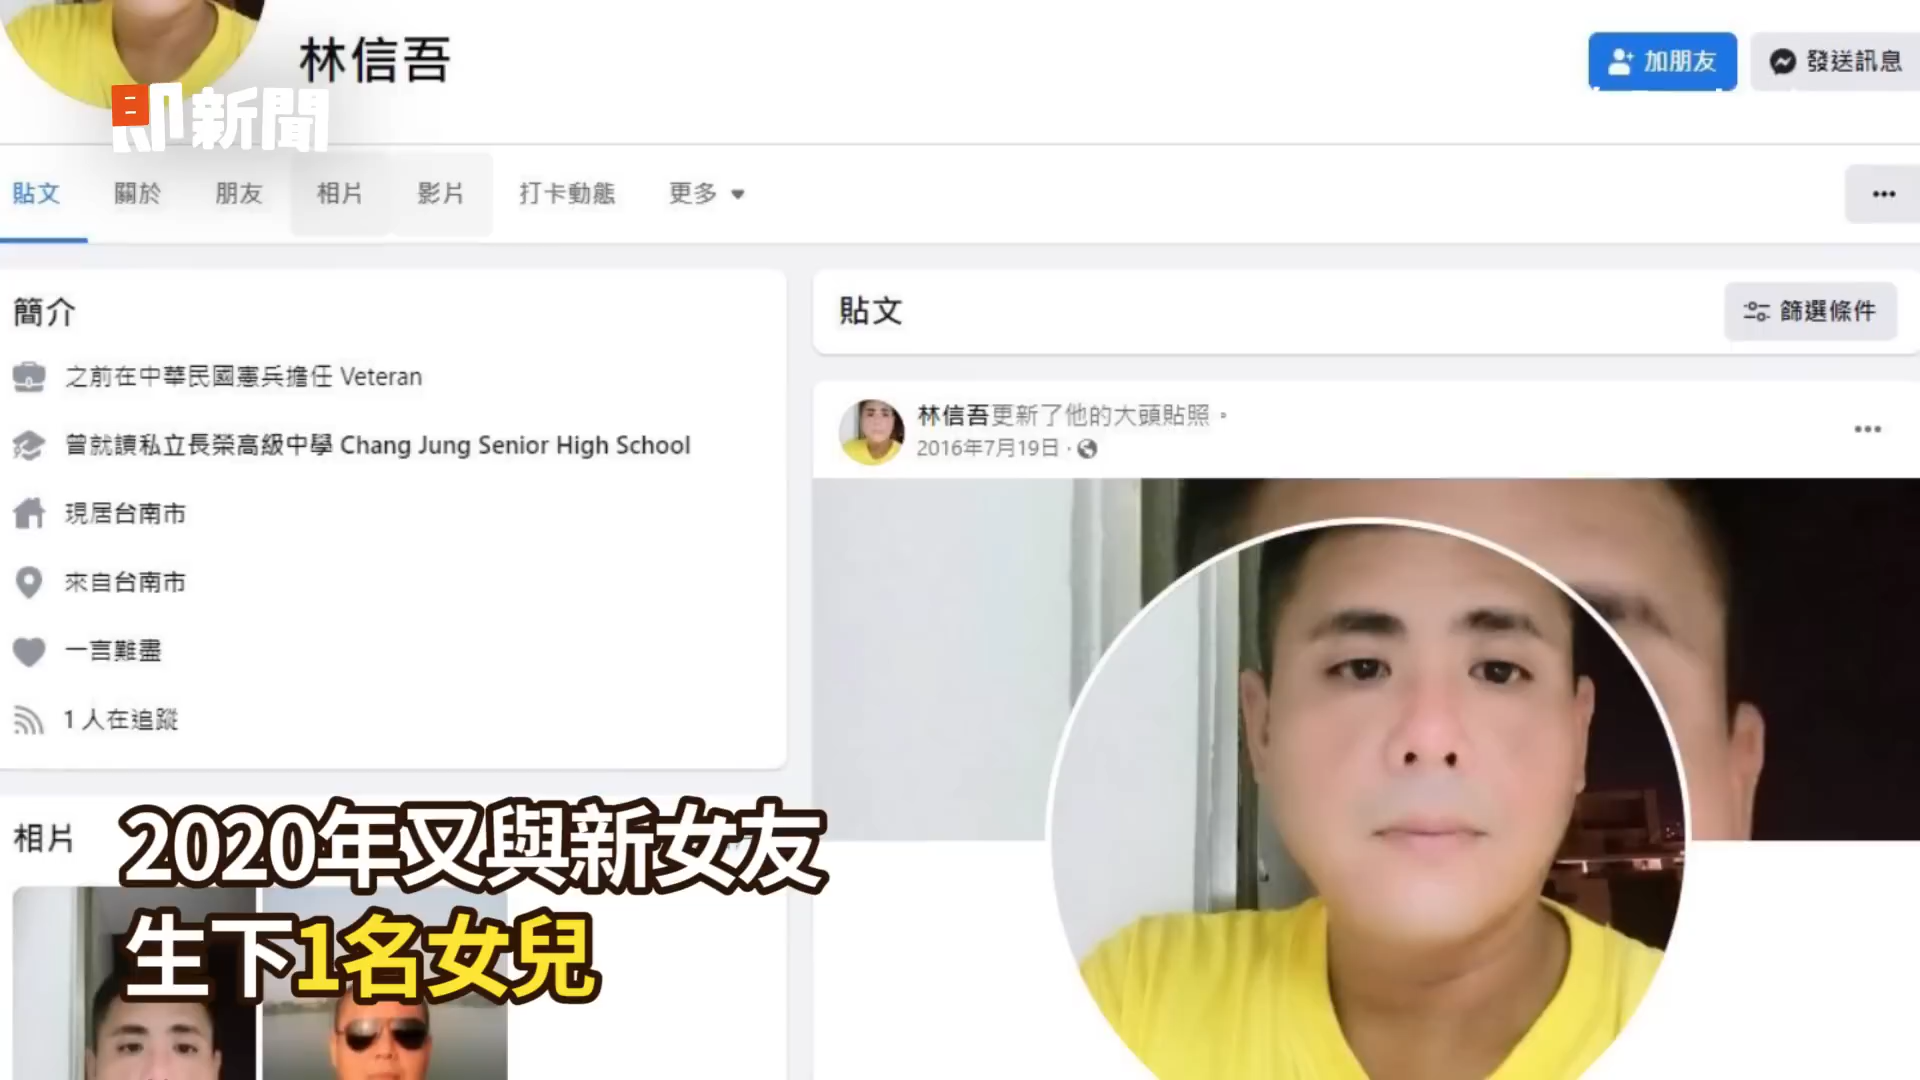 林信吾
加朋友
發送訊息
即新聞
貼文
關於
朋友
相片
影片
打卡動態
更多
簡介
之前在中華民國憲兵擔任 Veteran
曾就讀私立長榮高級中學 Chang Jung Senior High School
現居台南市
來自台南市
一言難盡
1 人在追蹤
貼文
篩選條件
林信吾更新了他的大頭貼照。
2016年7月19日 ·
相片
2020年又與新女友
生下1名女兒